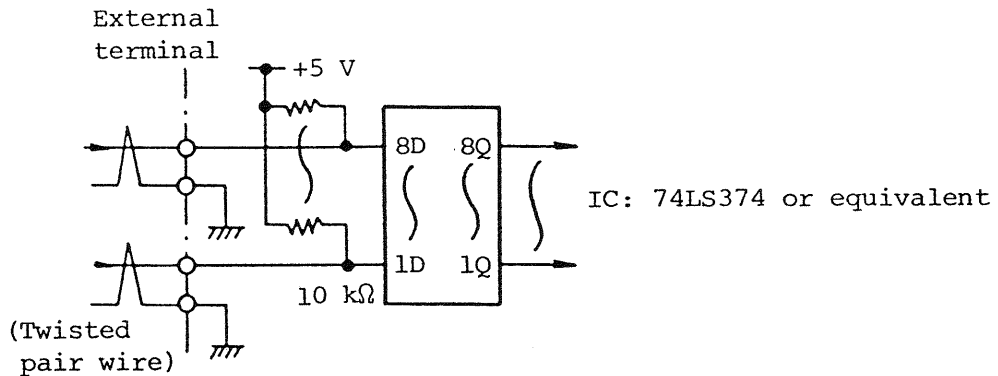 External
terminal
+5 V
8D 8Q
IC: 74LS374 or equivalent
1D 1Q
10 kΩ
(Twisted
pair wire)